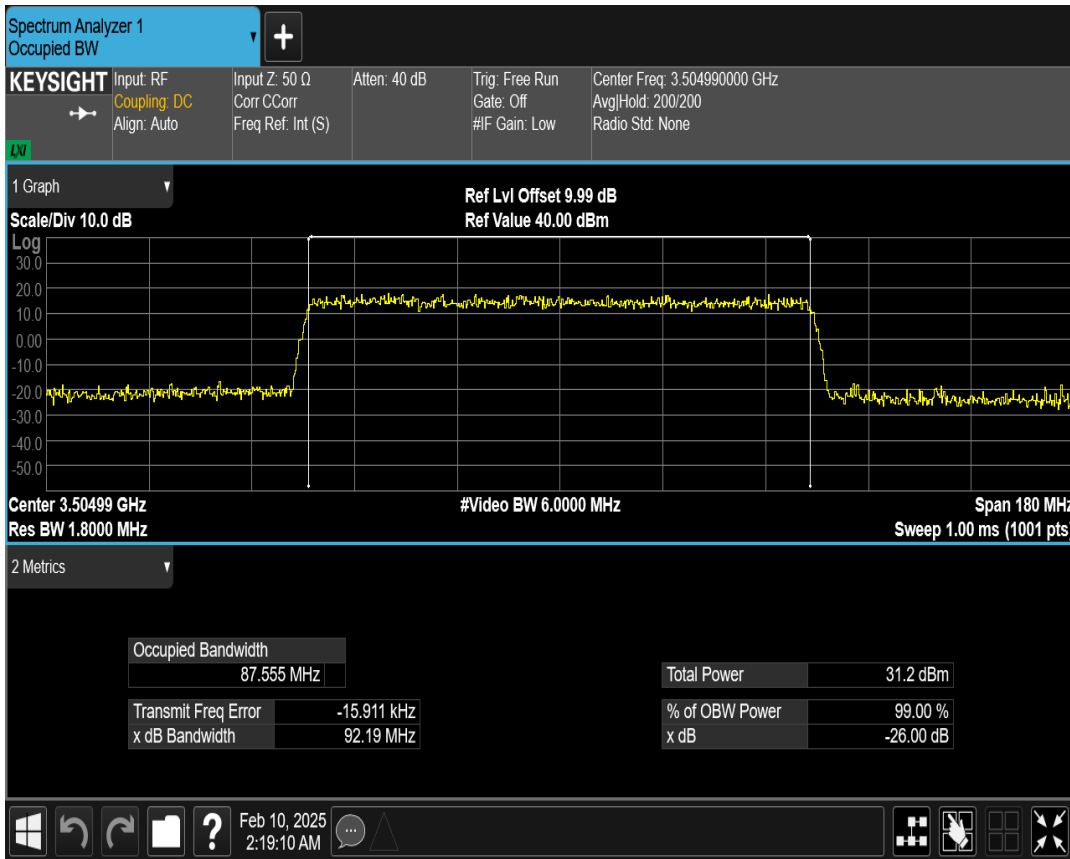 Spectrum Analyzer 1
Occupied BW
KEYSIGHT
Input: RF
Coupling: DC
Align: Auto
Input Z: 50 Ω
Corr CCorr
Freq Ref: Int (S)
Atten: 40 dB
Trig: Free Run
Gate: Off
#IF Gain: Low
Center Freq: 3.504990000 GHz
Avg|Hold: 200/200
Radio Std: None
LXI
1 Graph
Scale/Div 10.0 dB
Ref Lvl Offset 9.99 dB
Ref Value 40.00 dBm
Log
30.0
20.0
10.0
0.00
-10.0
-20.0
-30.0
-40.0
-50.0
Center 3.50499 GHz
#Video BW 6.0000 MHz
Span 180 MHz
Res BW 1.8000 MHz
Sweep 1.00 ms (1001 pts)
2 Metrics
Occupied Bandwidth
87.555 MHz
Total Power 31.2 dBm
Transmit Freq Error -15.911 kHz
% of OBW Power 99.00 %
x dB Bandwidth 92.19 MHz
x dB -26.00 dB
?
Feb 10, 2025
2:19:10 AM